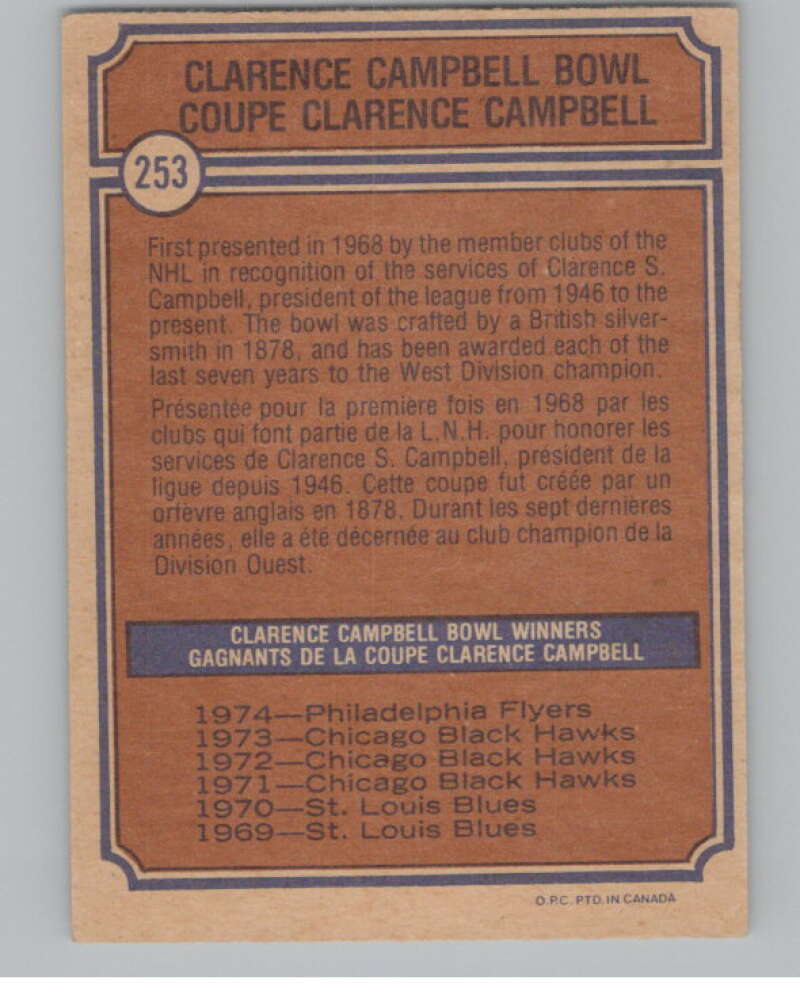 CLARENCE CAMPBELL BOWL
COUPE CLARENCE CAMPBELL
253
First presented in 1968 by the member clubs of the
NHL in recognition of the services of Clarence S.
Campbell, president of the league from 1946 to the
present. The bowl was crafted by a British silver-
smith in 1878, and has been awarded each of the
last seven years to the West Division champion.
Présentée pour la première fois en 1968 par les
clubs qui font partie de la L.N.H. pour honorer les
services de Clarence S. Campbell, président de la
ligue depuis 1946. Cette coupe fut créée par un
orfèvre anglais en 1878. Durant les sept dernières
années, elle a été décernée au club champion de la
Division Ouest.
CLARENCE CAMPBELL BOWL WINNERS
GAGNANTS DE LA COUPE CLARENCE CAMPBELL
1974—Philadelphia Flyers
1973—Chicago Black Hawks
1972—Chicago Black Hawks
1971—Chicago Black Hawks
1970—St. Louis Blues
1969—St. Louis Blues
O.P.C. PTD. IN CANADA